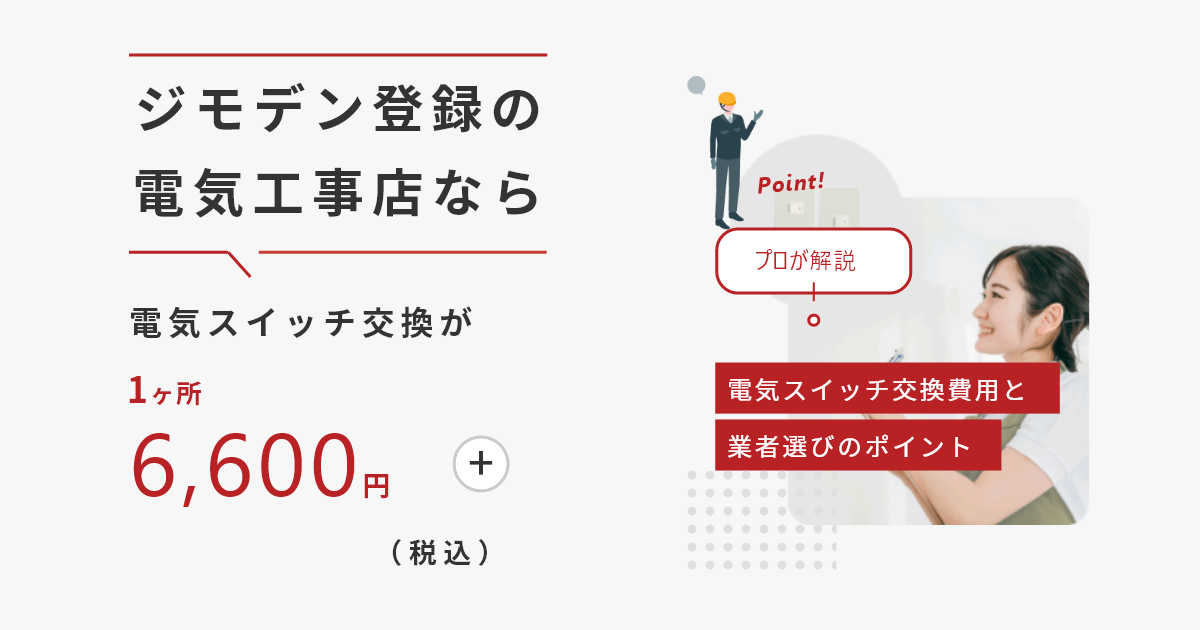 ジモデン登録の
電気工事店なら
電気スイッチ交換が
1ヶ所
6,600円
+
（税込）
Point!
プロが解説
電気スイッチ交換費用と
業者選びのポイント